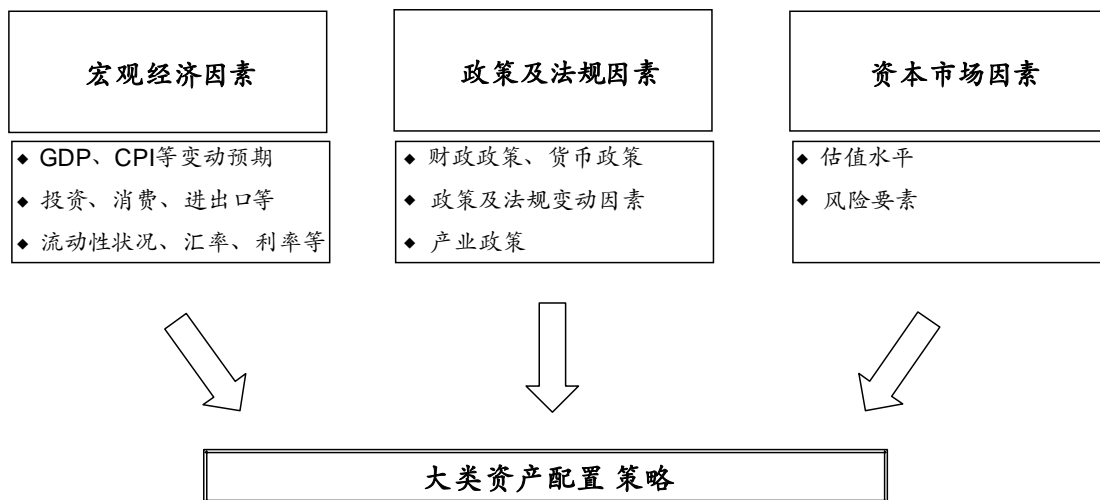 宏观经济因素
◆ GDP、CPI等变动预期
◆ 投资、消费、进出口等
◆ 流动性状况、汇率、利率等
政策及法规因素
◆ 财政政策、货币政策
◆ 政策及法规变动因素
◆ 产业政策
资本市场因素
◆ 估值水平
◆ 风险要素
大类资产配置 策略